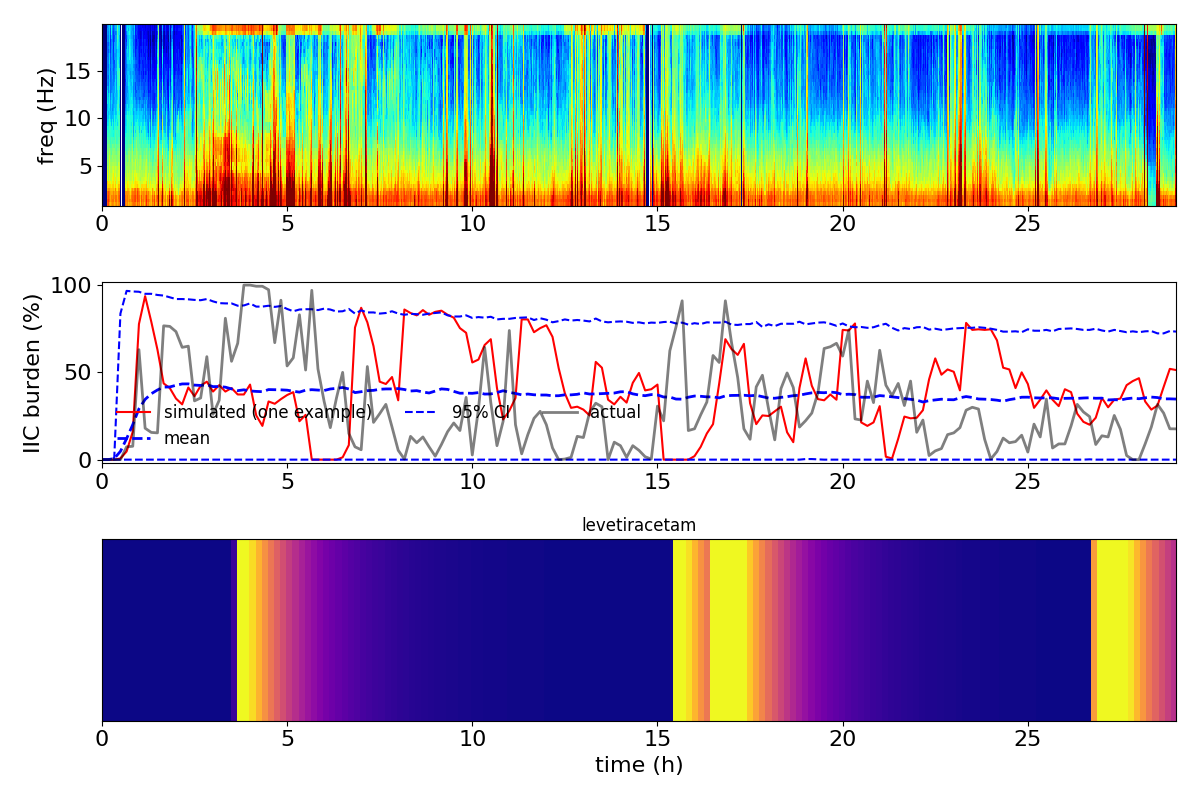 freq (Hz)
15
10
5
0 5 10 15 20 25
IIC burden (%)
100
50
0
simulated (one example) 95% CI actual
mean
0 5 10 15 20 25
levetiracetam
0 5 10 15 20 25
time (h)